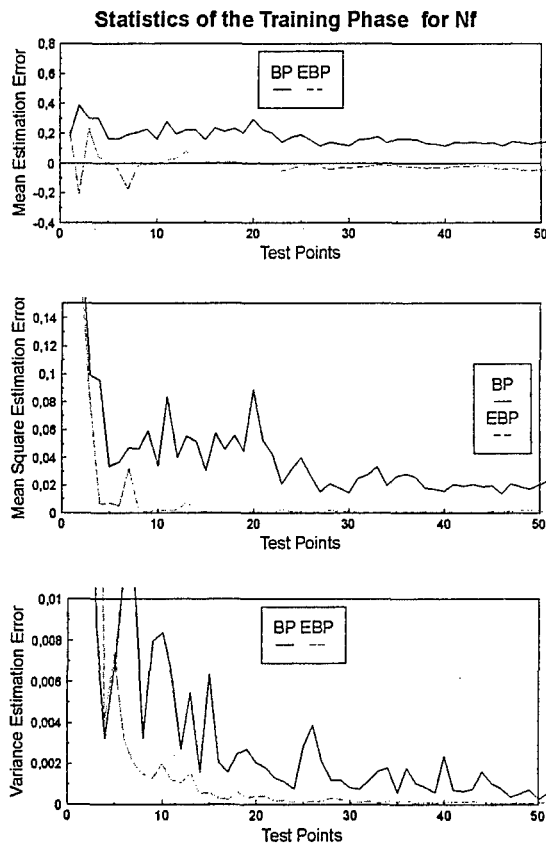 Statistics of the Training Phase for Nf
Mean Estimation Error
0,8
0,6
0,4
0,2
0
-0,2
-0,4
BP EBP
0 10 20 30 40 50
Test Points
Mean Square Estimation Error
0,14
0,12
0,1
0,08
0,06
0,04
0,02
0
BP
EBP
0 10 20 30 40 50
Test Points
Variance Estimation Error
0,01
0,008
0,006
0,004
0,002
0
BP EBP
0 10 20 30 40 50
Test Points